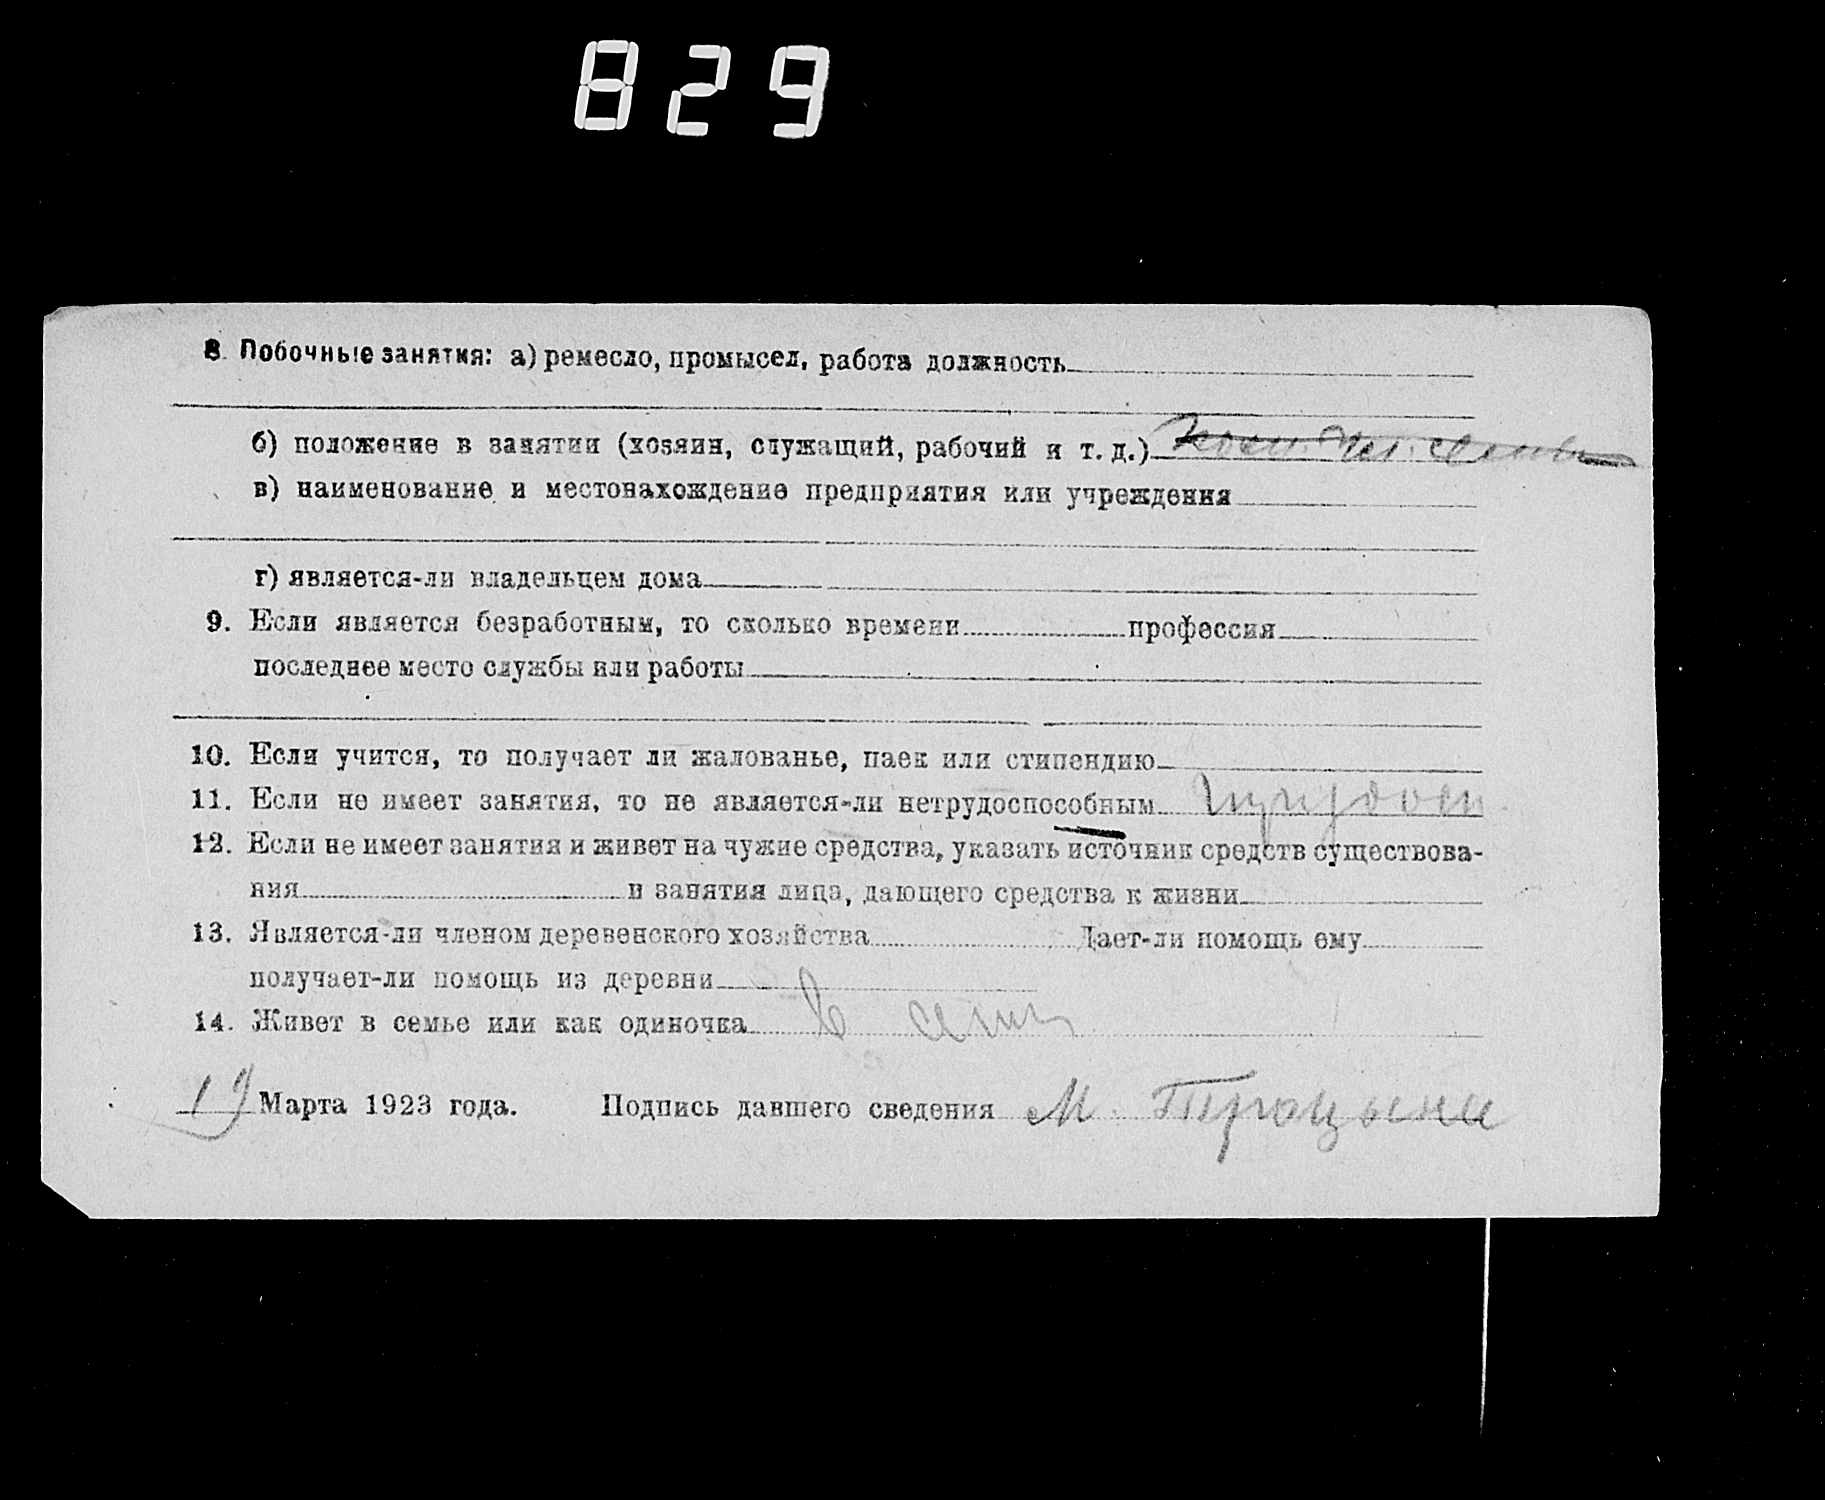 829
8. Побочные занятия: а) ремесло, промысел, работа должность
б) положение в занятии (хозяин, служащий, рабочий и т. д.)
в) наименование и местонахождение предприятия или учреждения
г) является-ли владельцем дома
9. Если является безработным, то сколько времени профессия
последнее место службы или работы
10. Если учится, то получает ли жалованье, паек или стипендию
11. Если не имеет занятия, то не является-ли нетрудоспособным
12. Если не имеет занятия и живет на чужие средства, указать источник средств существова-
ния и занятия лица, дающего средства к жизни
13. Является-ли членом деревенского хозяйства Дает-ли помощь ему
получает-ли помощь из деревни
14. Живет в семье или как одиночка в семье
19 Марта 1923 года. Подпись давшего сведения М.